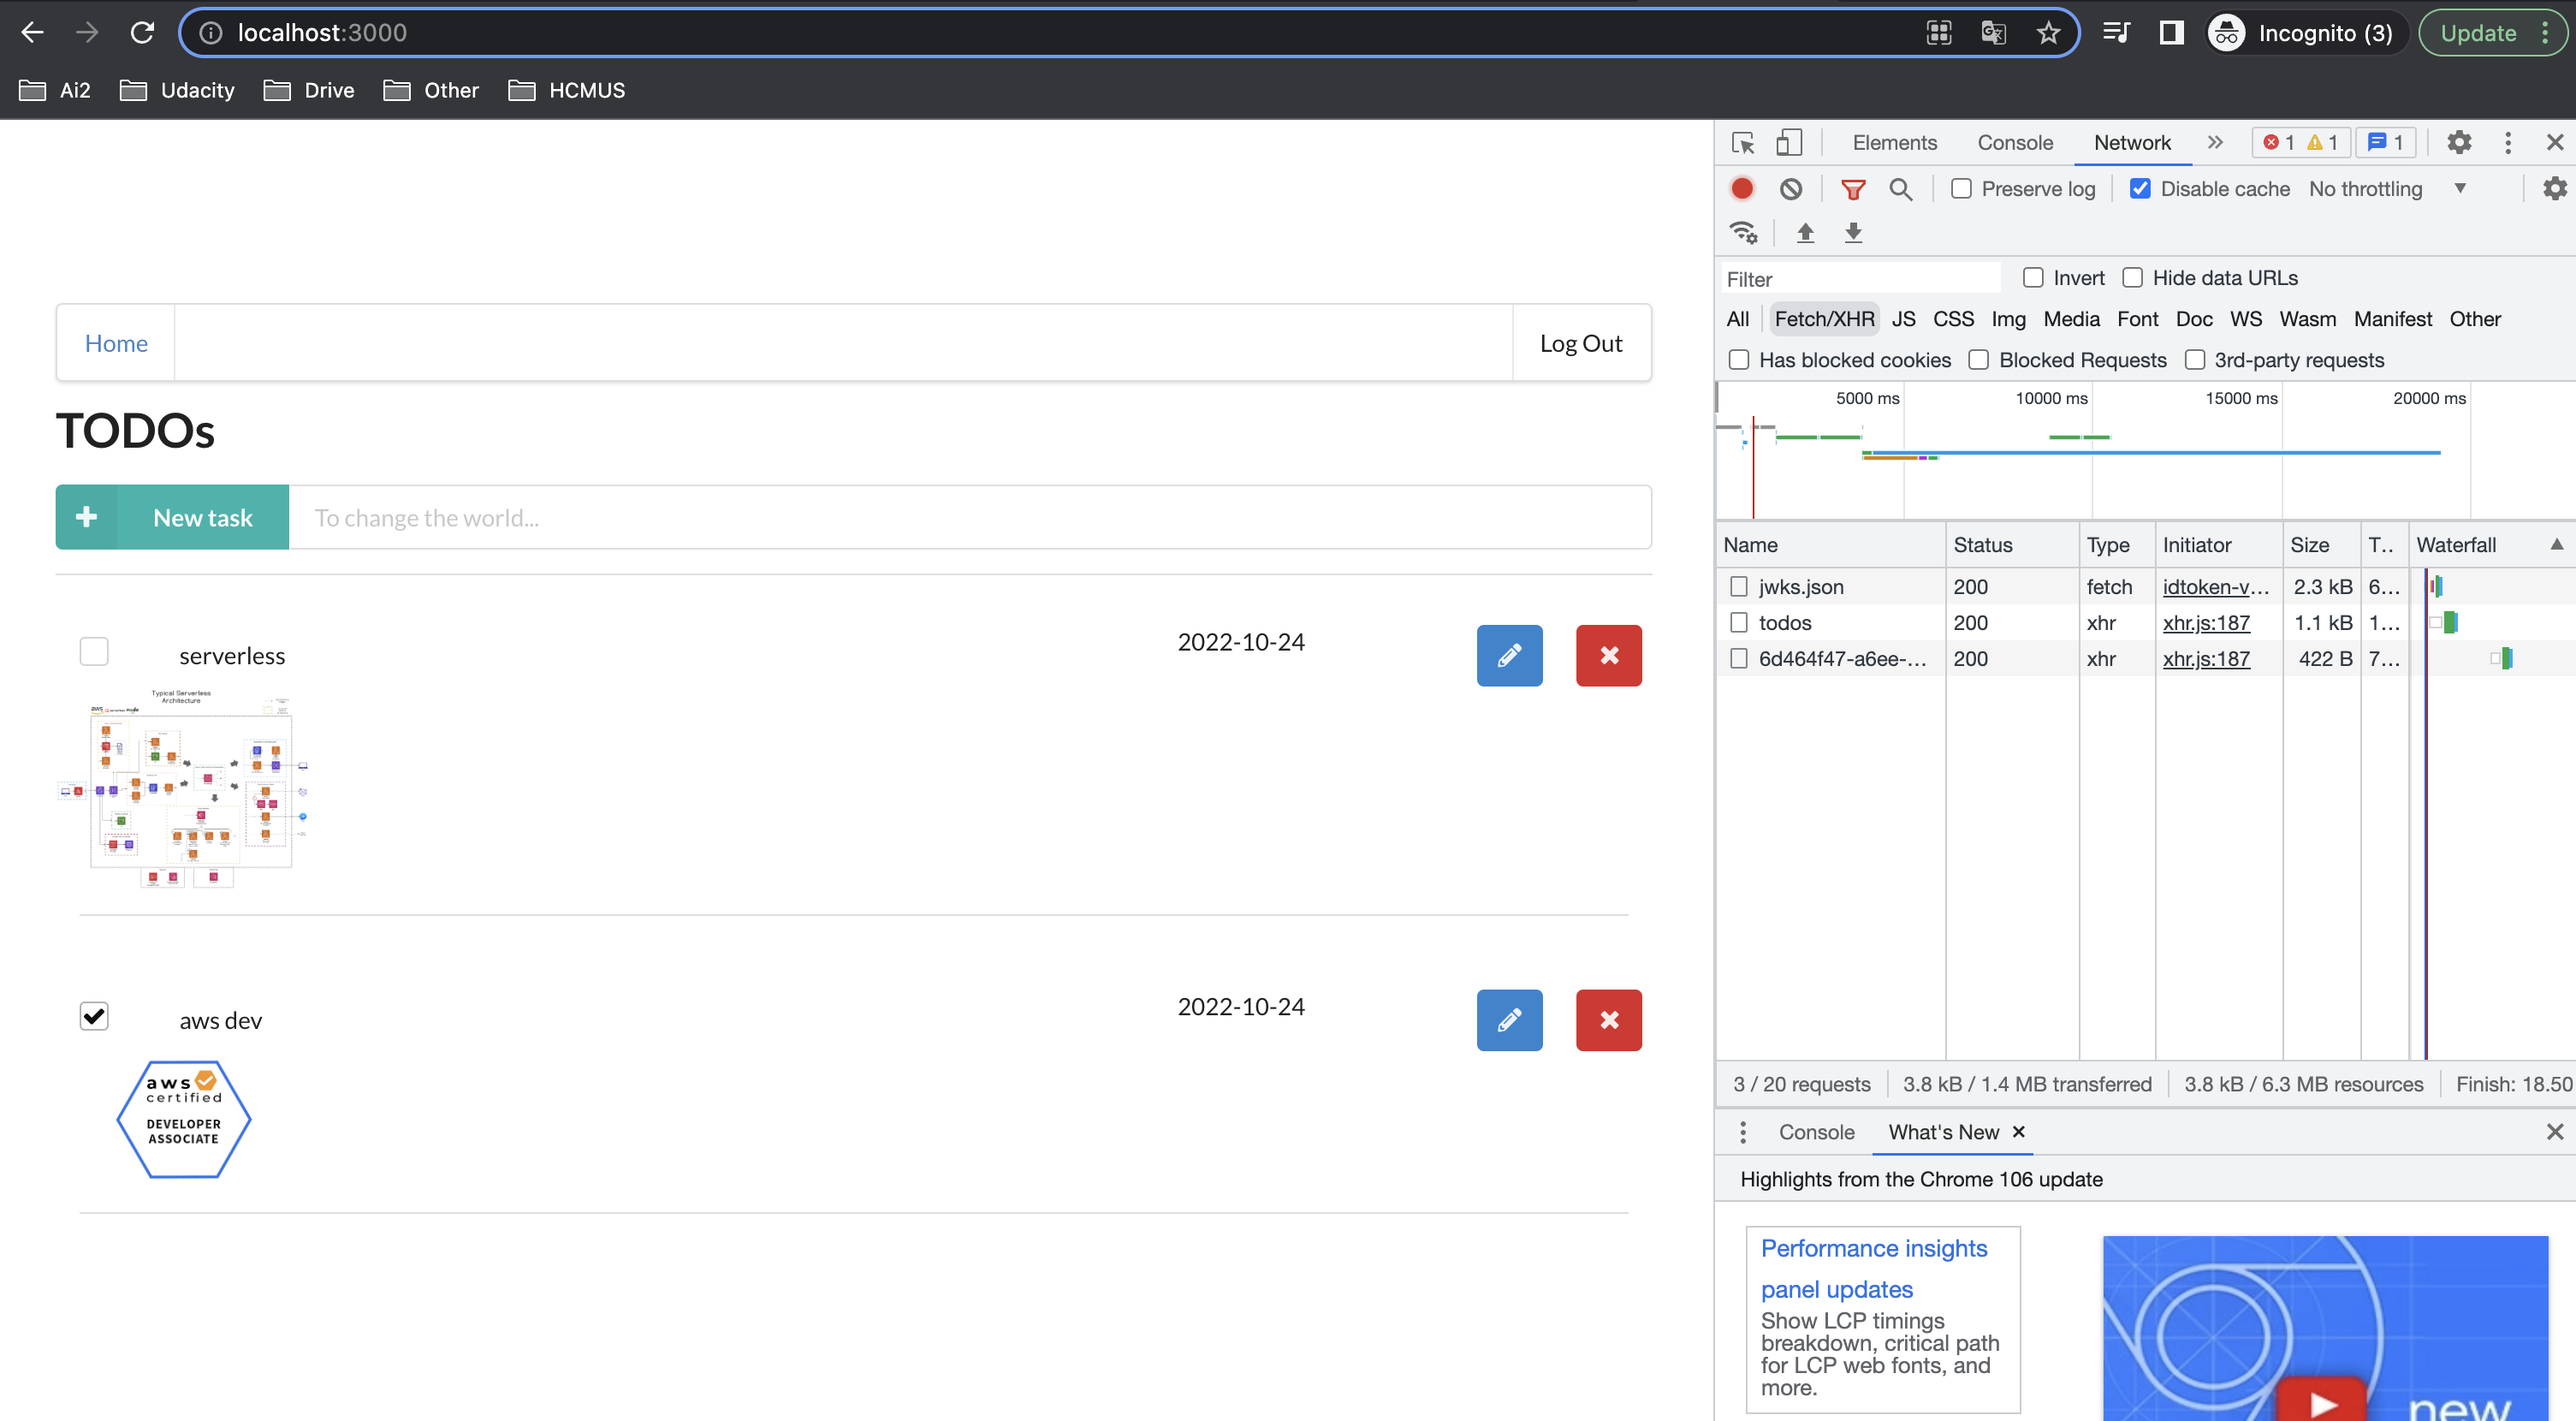 localhost:3000
Incognito (3)
Update
Ai2
Udacity
Drive
Other
HCMUS
Home
Log Out
TODOs
New task
To change the world...
serverless
2022-10-24
Typical Serverless
Architecture
aws
aws dev
2022-10-24
aws
certified
DEVELOPER
ASSOCIATE
Elements
Console
Network
1
1
1
Preserve log
Disable cache
No throttling
Filter
Invert
Hide data URLs
All
Fetch/XHR
JS
CSS
Img
Media
Font
Doc
WS
Wasm
Manifest
Other
Has blocked cookies
Blocked Requests
3rd-party requests
5000 ms
10000 ms
15000 ms
20000 ms
Name
Status
Type
Initiator
Size
T..
Waterfall
jwks.json
200
fetch
idtoken-v...
2.3 kB
6...
todos
200
xhr
xhr.js:187
1.1 kB
1...
6d464f47-a6ee-...
200
xhr
xhr.js:187
422 B
7...
3 / 20 requests
3.8 kB / 1.4 MB transferred
3.8 kB / 6.3 MB resources
Finish: 18.50
Console
What's New
Highlights from the Chrome 106 update
Performance insights
panel updates
Show LCP timings
breakdown, critical path
for LCP web fonts, and
more.
new